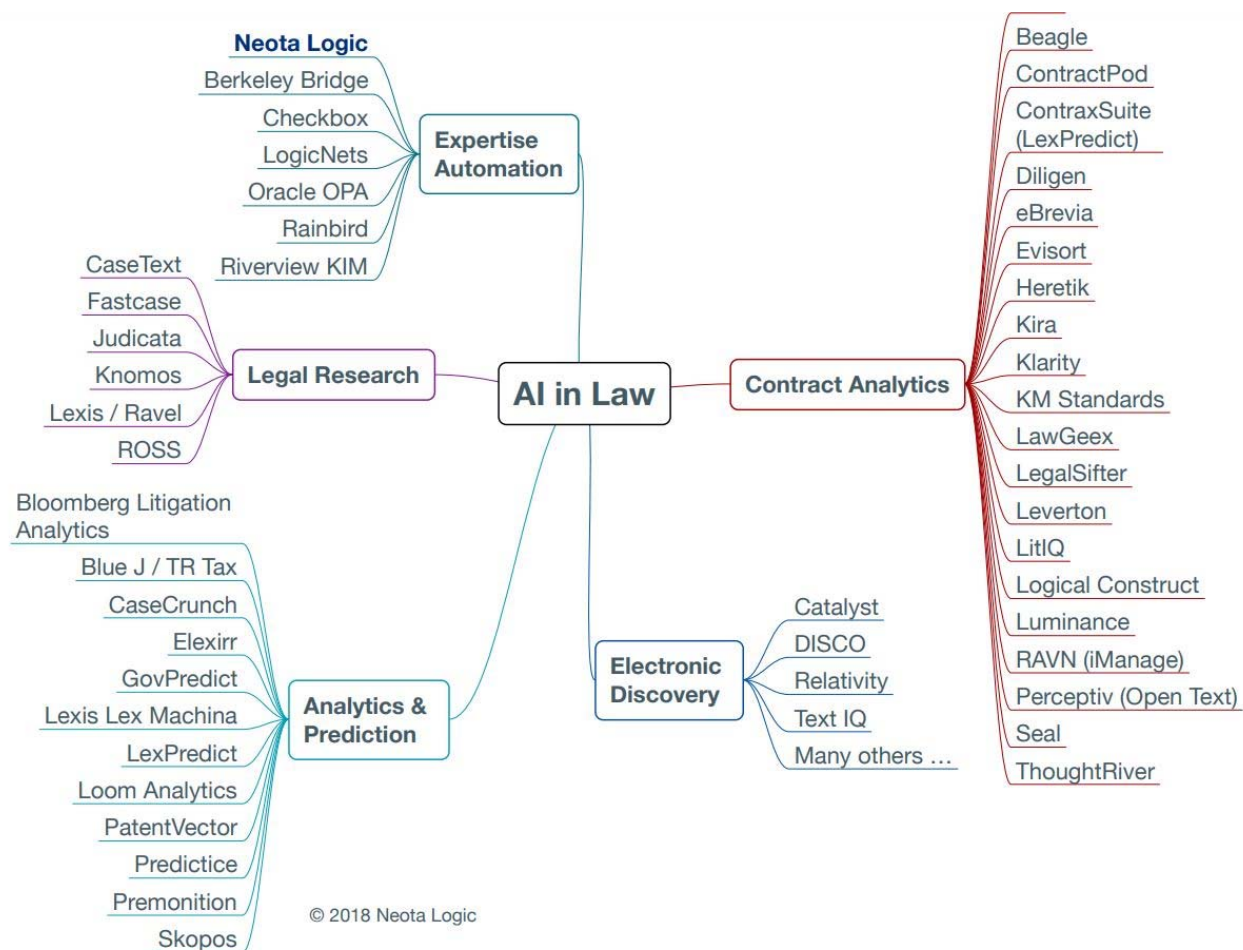 Neota Logic
Berkeley Bridge
Checkbox
LogicNets
Oracle OPA
Rainbird
Riverview KIM
Expertise
Automation
CaseText
Fastcase
Judicata
Knomos
Lexis / Ravel
ROSS
Legal Research
AI in Law
Bloomberg Litigation
Analytics
Blue J / TR Tax
CaseCrunch
Elexirr
GovPredict
Lexis Lex Machina
LexPredict
Loom Analytics
PatentVector
Predictice
Premonition
Skopos
Analytics &
Prediction
Contract Analytics
Beagle
ContractPod
ContraxSuite
(LexPredict)
Diligen
eBrevia
Evisort
Heretik
Kira
Klarity
KM Standards
LawGeex
LegalSifter
Leverton
LitIQ
Logical Construct
Luminance
RAVN (iManage)
Perceptiv (Open Text)
Seal
ThoughtRiver
Electronic
Discovery
Catalyst
DISCO
Relativity
Text IQ
Many others …
© 2018 Neota Logic